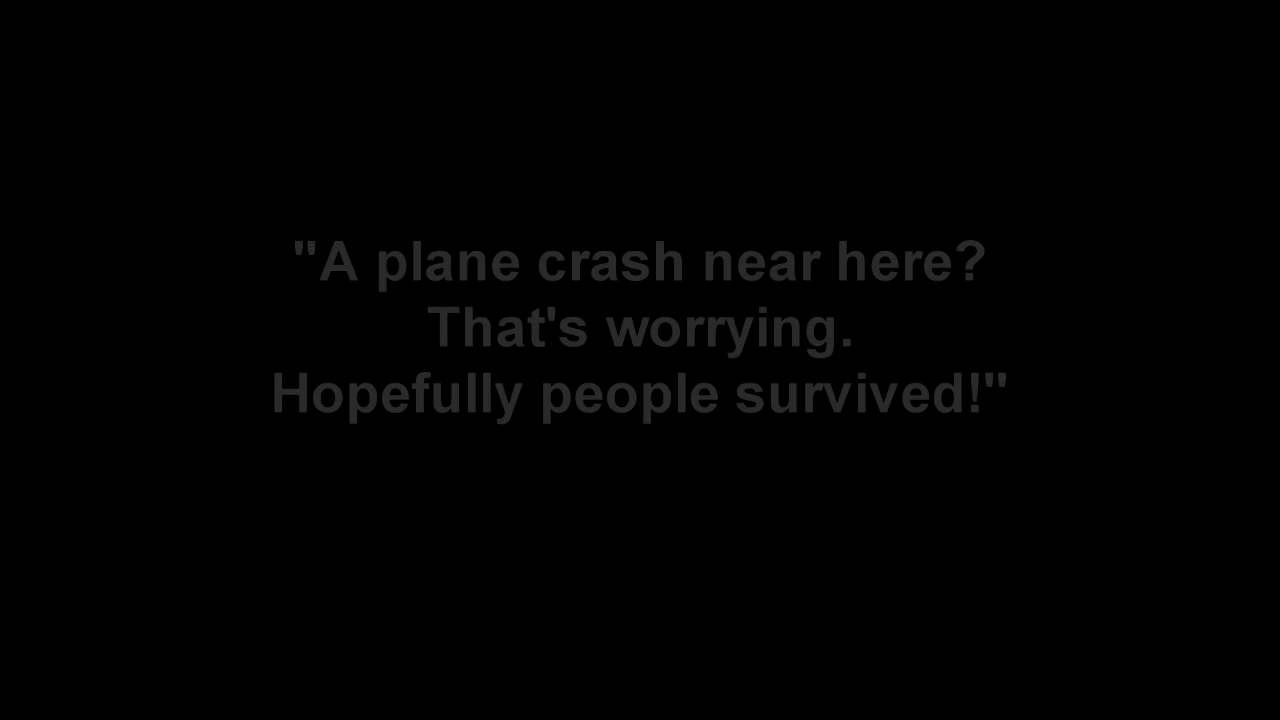 "A plane crash near here?
That's worrying.
Hopefully people survived!"